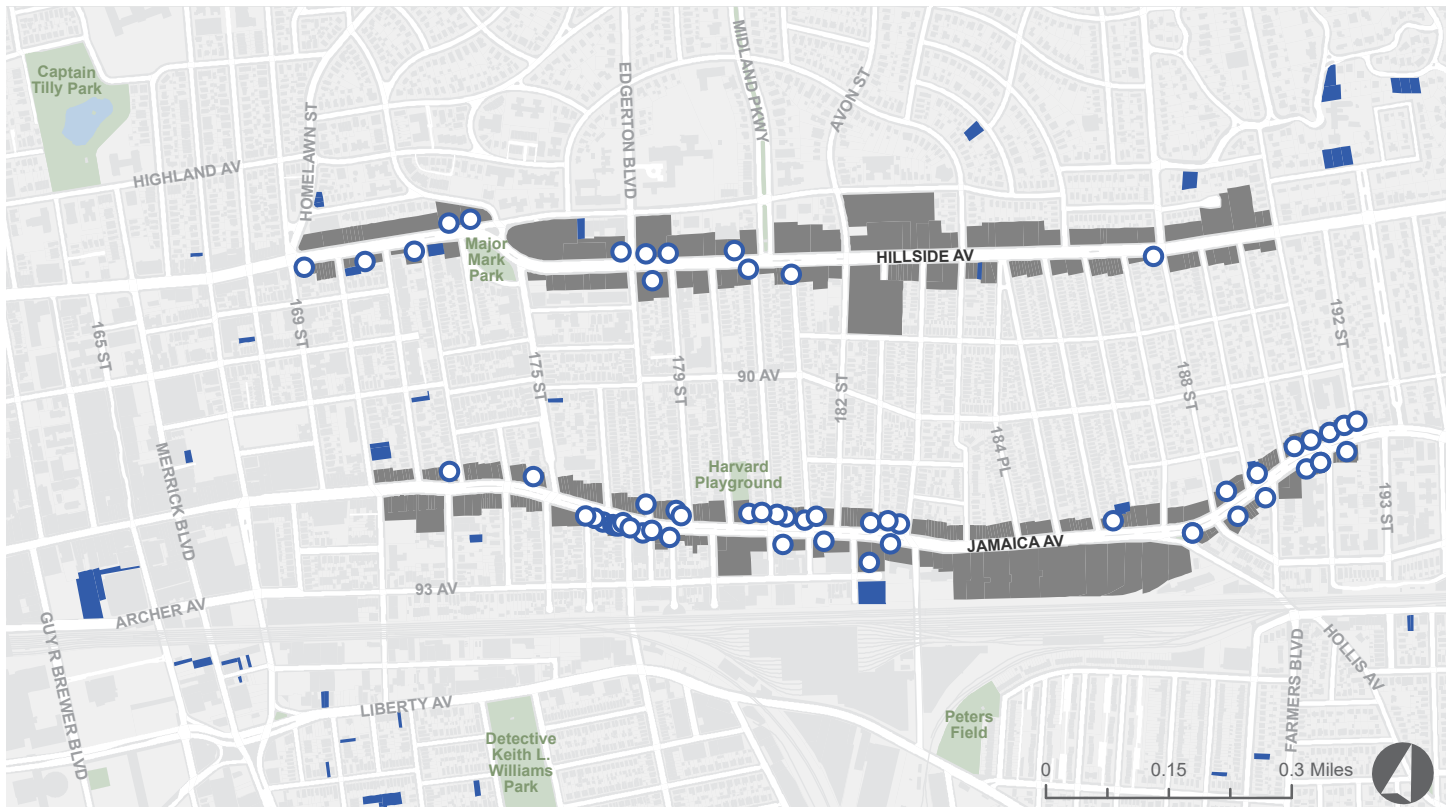 Captain
Tilly Park
HIGHLAND AV
HOMELAWN ST
EDGERTON BLVD
MIDLAND PKWY
AVON ST
Major
Mark
Park
HILLSIDE AV
165 ST
169 ST
175 ST
179 ST
90 AV
182 ST
184 PL
188 ST
192 ST
193 ST
MERRICK BLVD
Harvard
Playground
JAMAICA AV
93 AV
ARCHER AV
GUY R BREWER BLVD
LIBERTY AV
Detective
Keith L.
Williams
Park
Peters
Field
FARMERS BLVD
HOLLIS AV
0
0.15
0.3 Miles